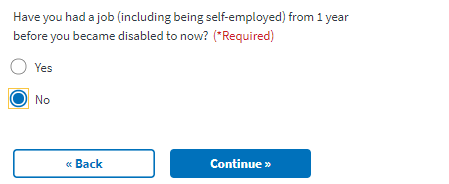 Have you had a job (including being self-employed) from 1 year
before you became disabled to now? (*Required)
Yes
No
« Back
Continue »